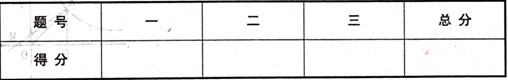 题 号 一 二 三 总 分
得 分